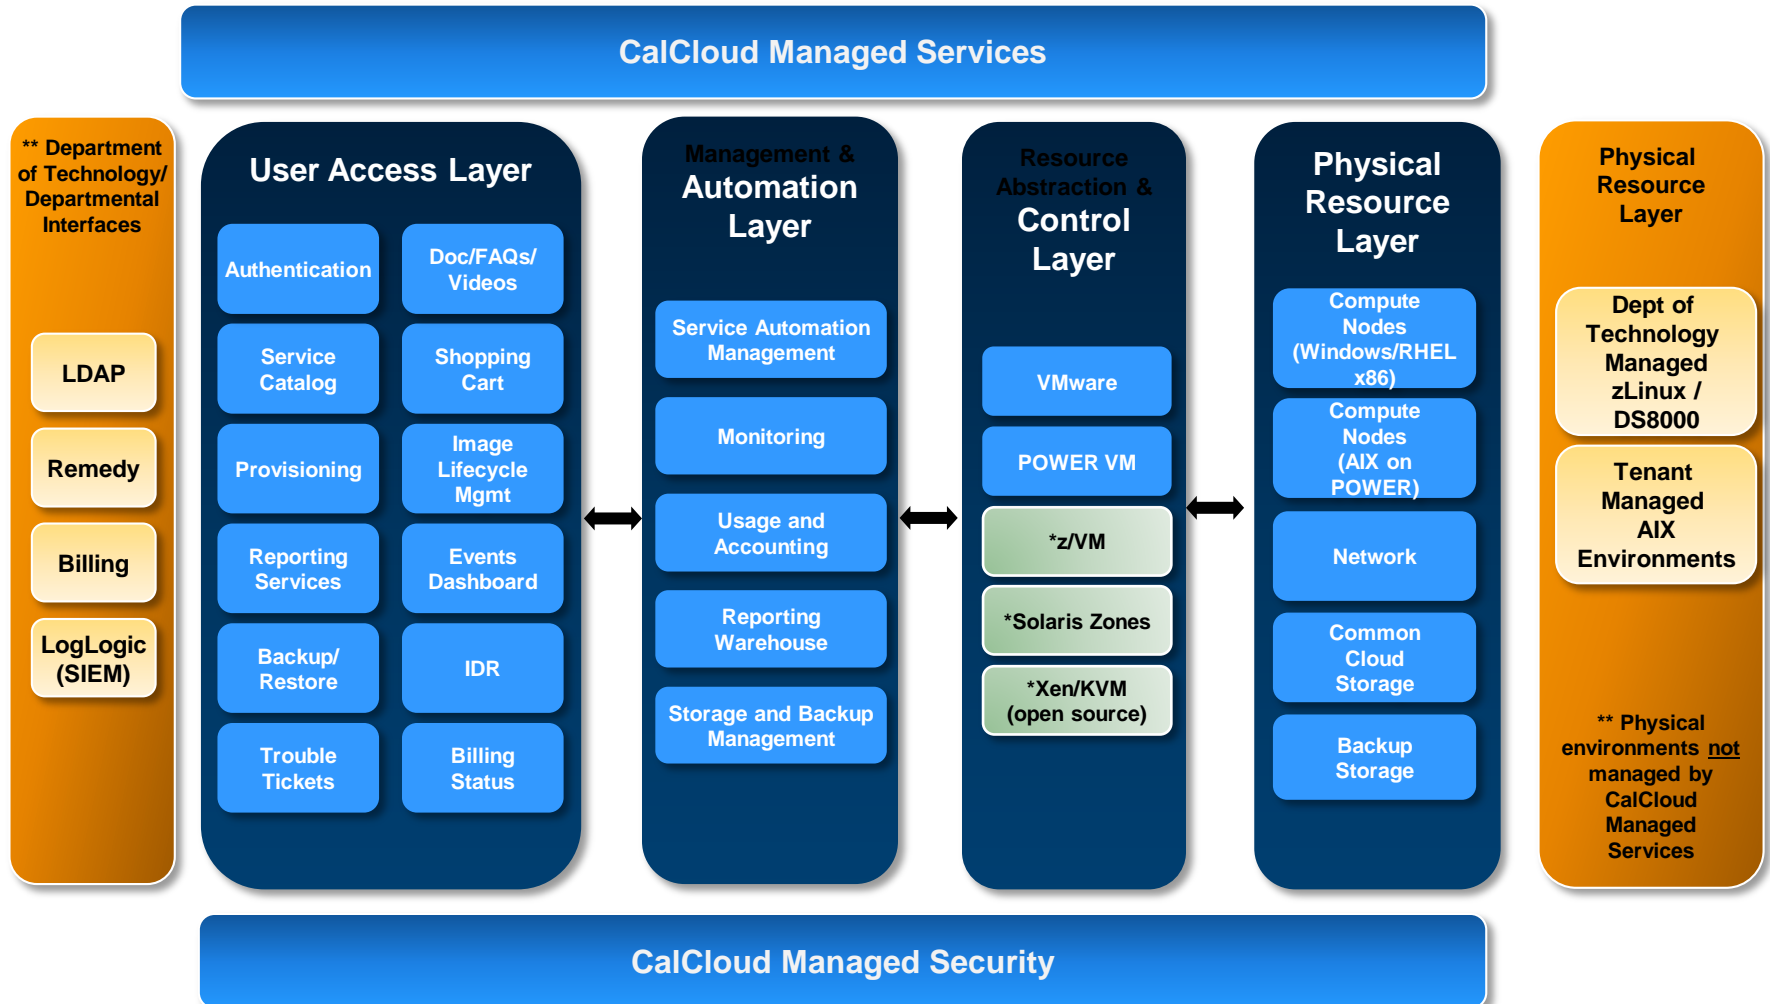 CalCloud Managed Services
** Department
of Technology/
Departmental
Interfaces
LDAP
Remedy
Billing
LogLogic
(SIEM)
User Access Layer
Authentication
Doc/FAQs/
Videos
Service
Catalog
Shopping
Cart
Provisioning
Image
Lifecycle
Mgmt
Reporting
Services
Events
Dashboard
Backup/
Restore
IDR
Trouble
Tickets
Billing
Status
Management &
Automation
Layer
Service Automation
Management
Monitoring
Usage and
Accounting
Reporting
Warehouse
Storage and Backup
Management
Resource
Abstraction &
Control
Layer
VMware
POWER VM
*z/VM
*Solaris Zones
*Xen/KVM
(open source)
Physical
Resource
Layer
Compute
Nodes
(Windows/RHEL
x86)
Compute
Nodes
(AIX on
POWER)
Network
Common
Cloud
Storage
Backup
Storage
Physical
Resource
Layer
Dept of
Technology
Managed
zLinux /
DS8000
Tenant
Managed
AIX
Environments
** Physical
environments not
managed by
CalCloud
Managed
Services
CalCloud Managed Security